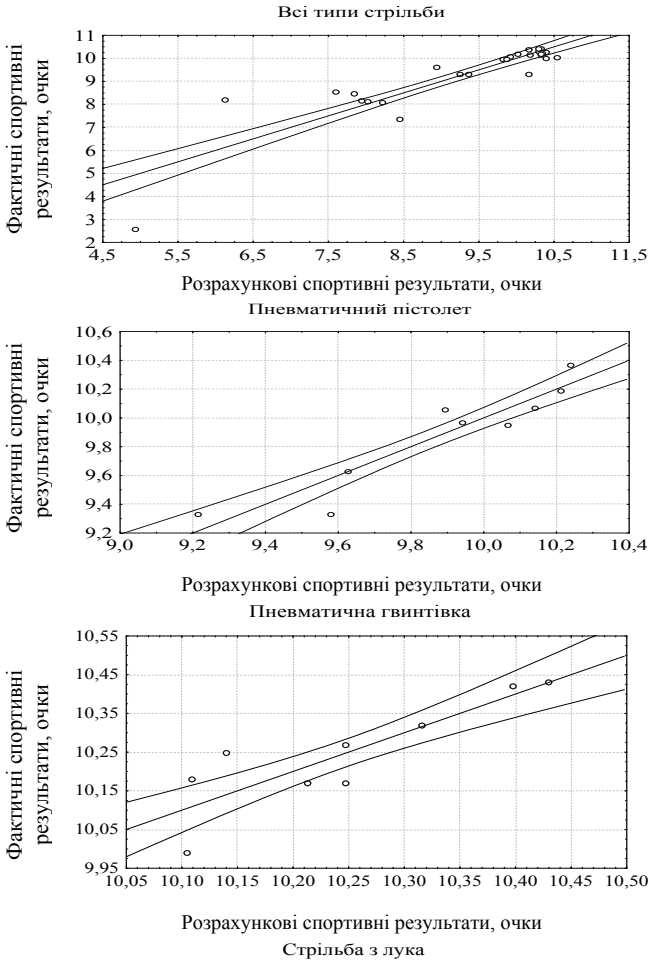 Всі типи стрільби
Фактичні спортивні
результати, очки
11
10
9
8
7
6
5
4
3
2
4,5 5,5 6,5 7,5 8,5 9,5 10,5 11,5
Розрахункові спортивні результати, очки
Пневматичний пістолет
Фактичні спортивні
результати, очки
10,6
10,4
10,2
10,0
9,8
9,6
9,4
9,2
9,0 9,2 9,4 9,6 9,8 10,0 10,2 10,4
Розрахункові спортивні результати, очки
Пневматична гвинтівка
Фактичні спортивні
результати, очки
10,55
10,45
10,35
10,25
10,15
10,05
9,95
10,05 10,10 10,15 10,20 10,25 10,30 10,35 10,40 10,45 10,50
Розрахункові спортивні результати, очки
Стрільба з лука